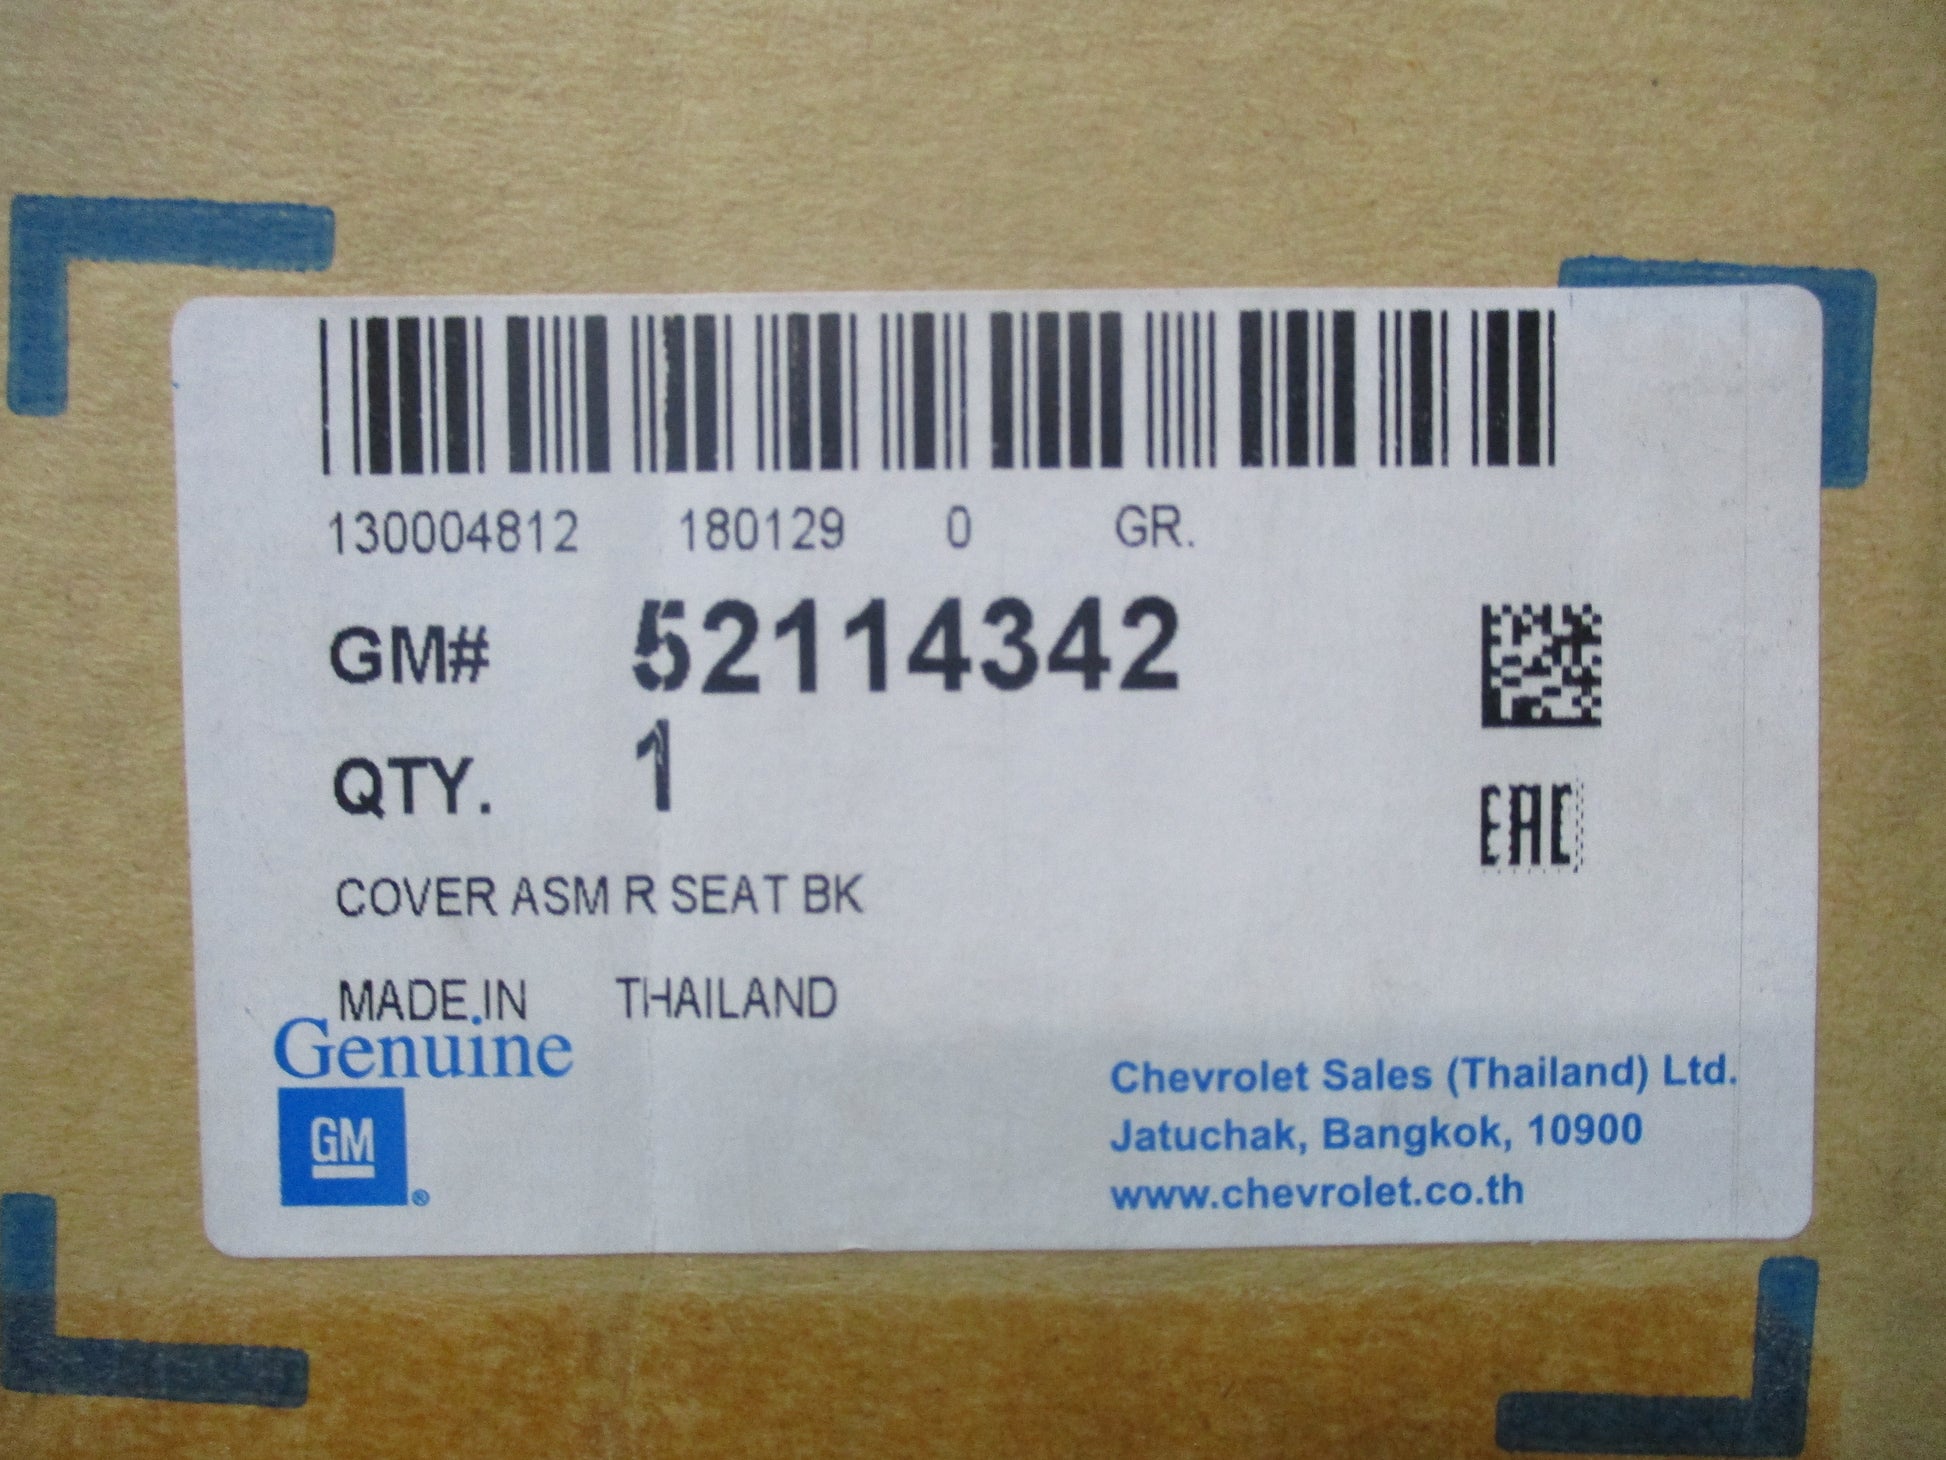 130004812 180129 0 GR.
GM# 52114342
QTY. 1
EAC
COVER ASM R SEAT BK
MADE IN THAILAND
Genuine
GM®
Chevrolet Sales (Thailand) Ltd.
Jatuchak, Bangkok, 10900
www.chevrolet.co.th